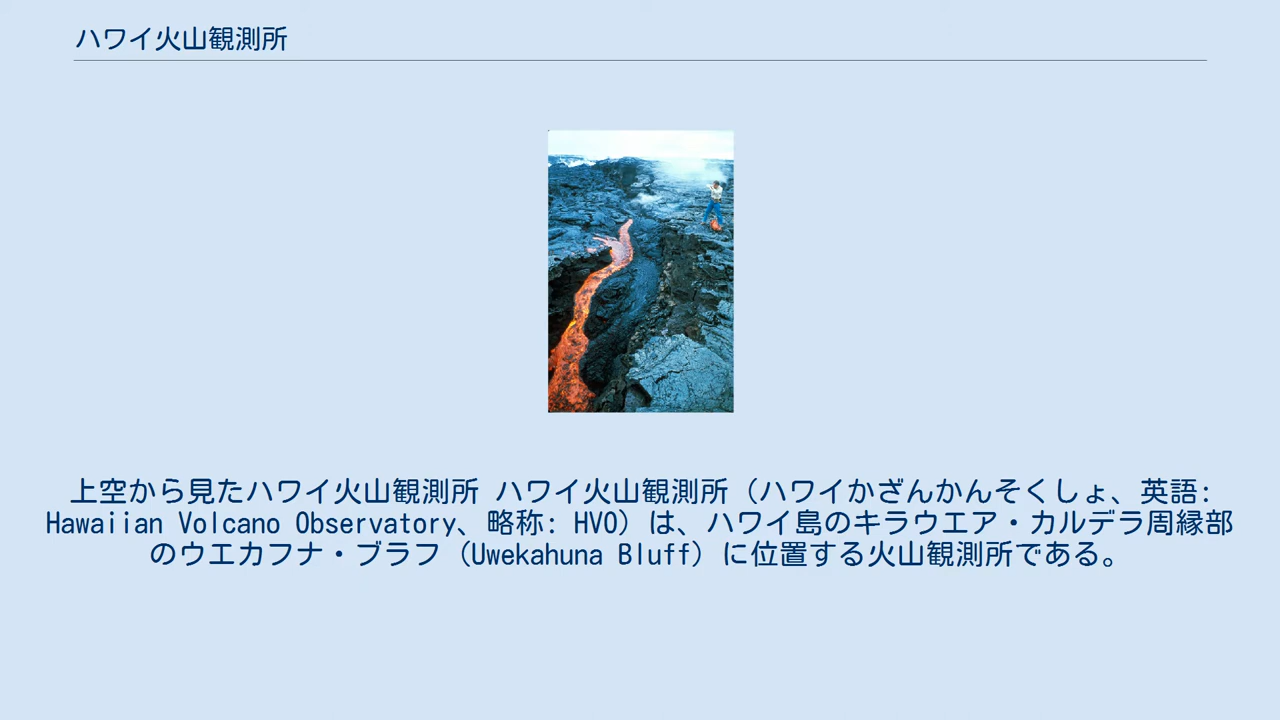 ハワイ火山観測所
上空から見たハワイ火山観測所 ハワイ火山観測所（ハワイかざんかんそくしょ、英語:
Hawaiian Volcano Observatory、略称: HVO）は、ハワイ島のキラウエア・カルデラ周縁部
のウエカフナ・ブラフ（Uwekahuna Bluff）に位置する火山観測所である。